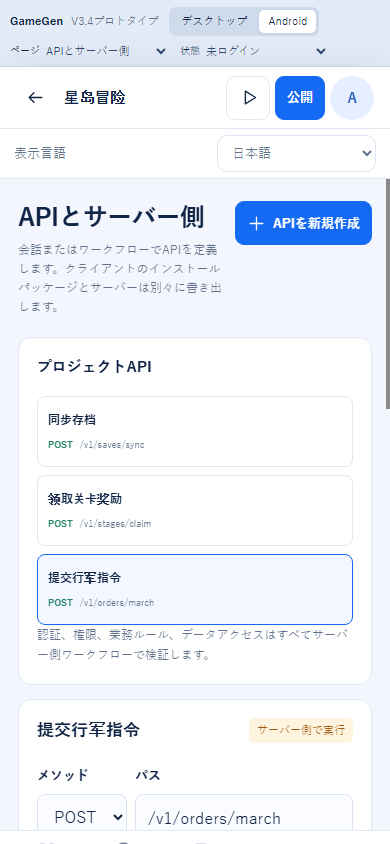 GameGen V3.4プロトタイプ デスクトップ Android
ページ APIとサーバー側 状態 未ログイン
星岛冒险 公開 A
表示言語 日本語
APIとサーバー側
APIを新規作成
会話またはワークフローでAPIを定義
します。クライアントのインストール
パッケージとサーバーは別々に書き出
します。
プロジェクトAPI
同步存档
POST /v1/saves/sync
领取关卡奖励
POST /v1/stages/claim
提交行军指令
POST /v1/orders/march
認証、権限、業務ルール、データアクセスはすべてサーバ
ー側ワークフローで検証します。
提交行军指令 サーバー側で実行
メソッド パス
POST /v1/orders/march